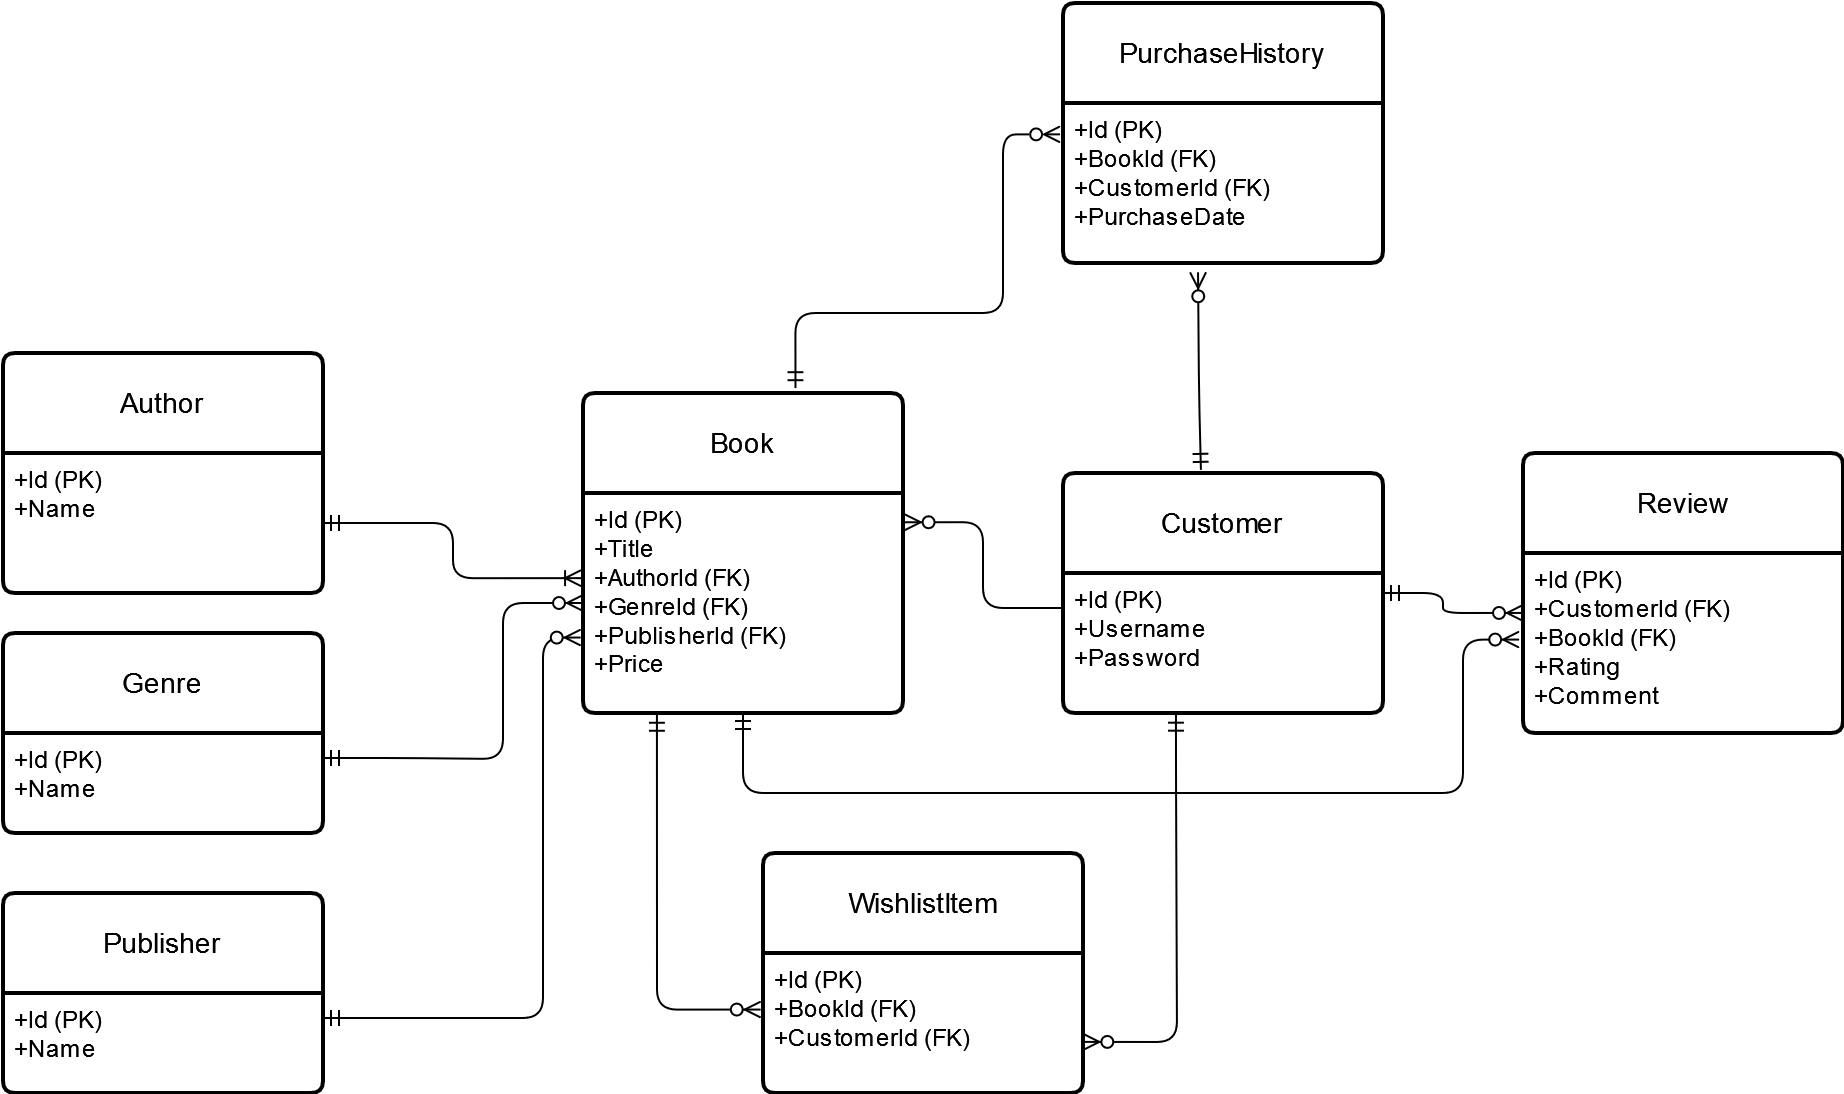 PurchaseHistory
+Id (PK)
+BookId (FK)
+CustomerId (FK)
+PurchaseDate
Author
+Id (PK)
+Name
Book
+Id (PK)
+Title
+AuthorId (FK)
+GenreId (FK)
+PublisherId (FK)
+Price
Customer
+Id (PK)
+Username
+Password
Review
+Id (PK)
+CustomerId (FK)
+BookId (FK)
+Rating
+Comment
Genre
+Id (PK)
+Name
Publisher
+Id (PK)
+Name
WishlistItem
+Id (PK)
+BookId (FK)
+CustomerId (FK)